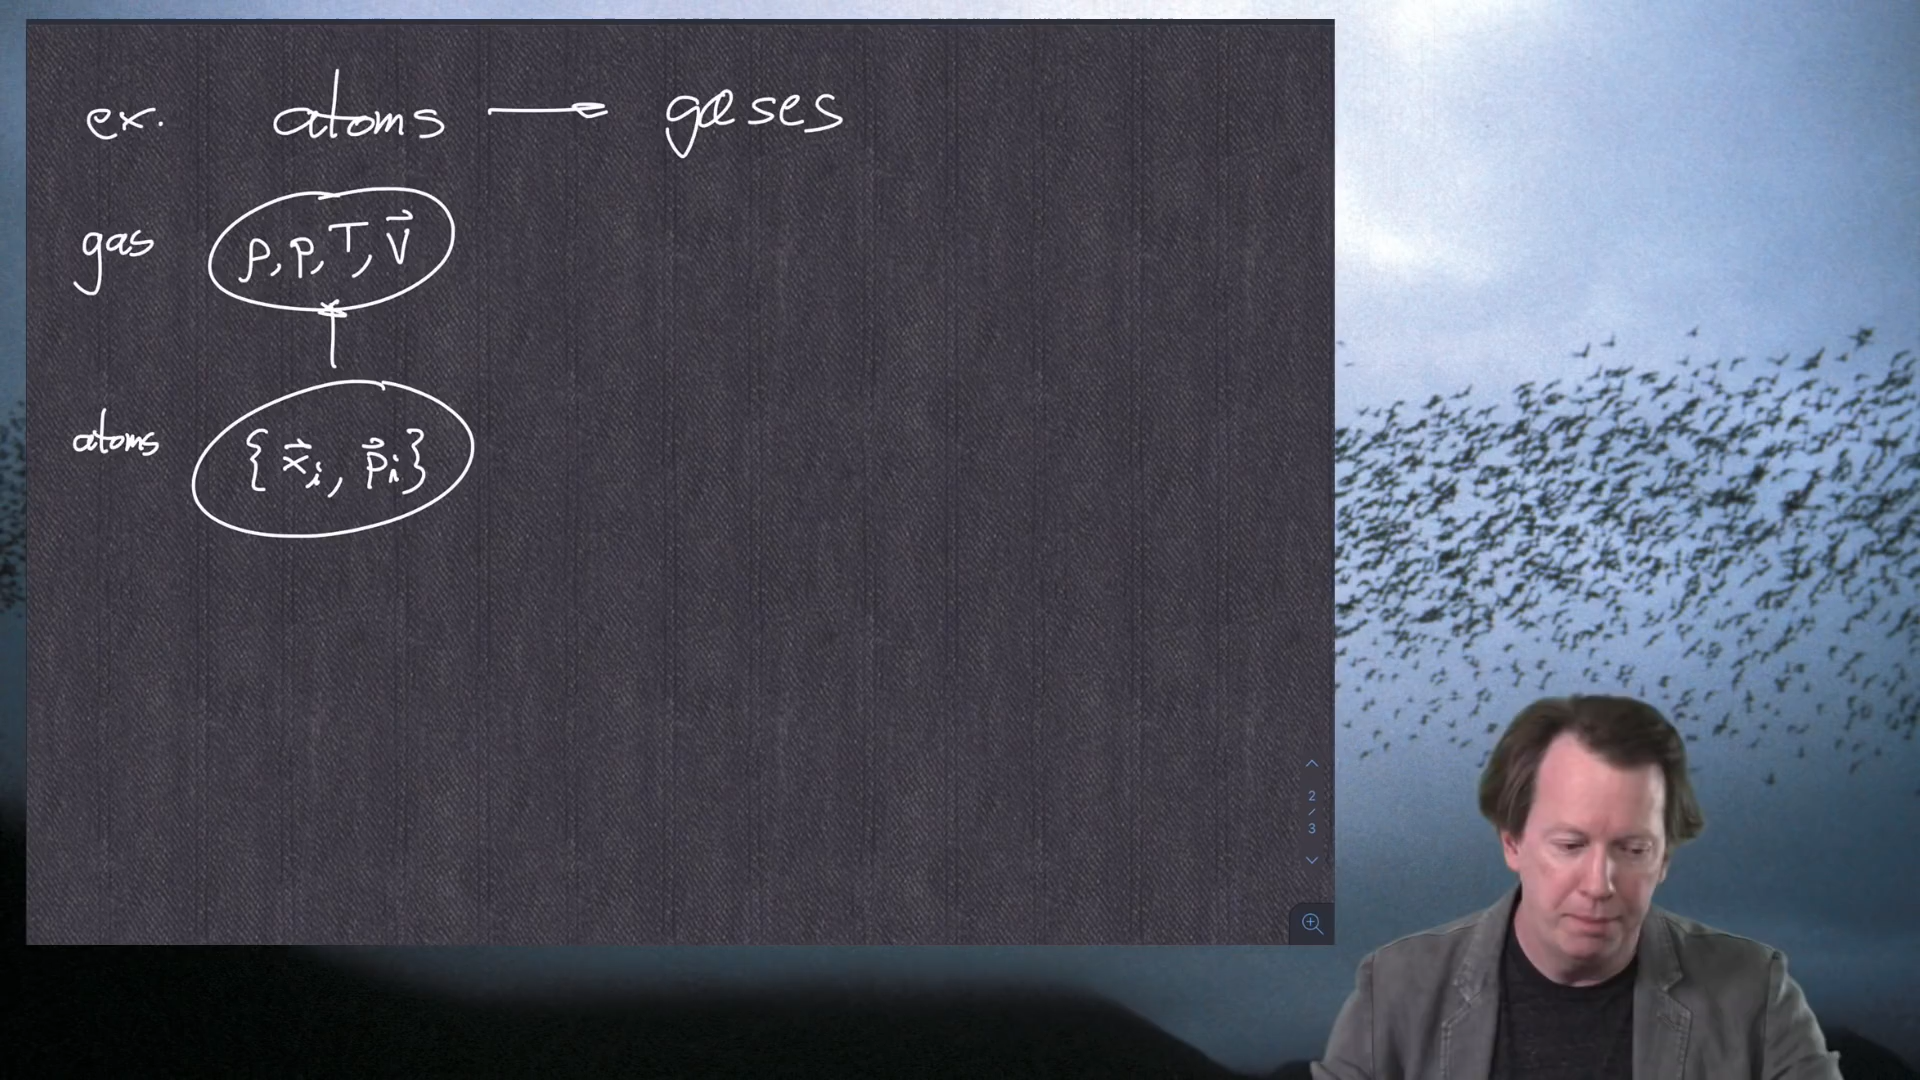 ex. atoms → gases
gas ρ, p, T, v⃗
atoms { x⃗ᵢ, p⃗ᵢ }
2
/
3